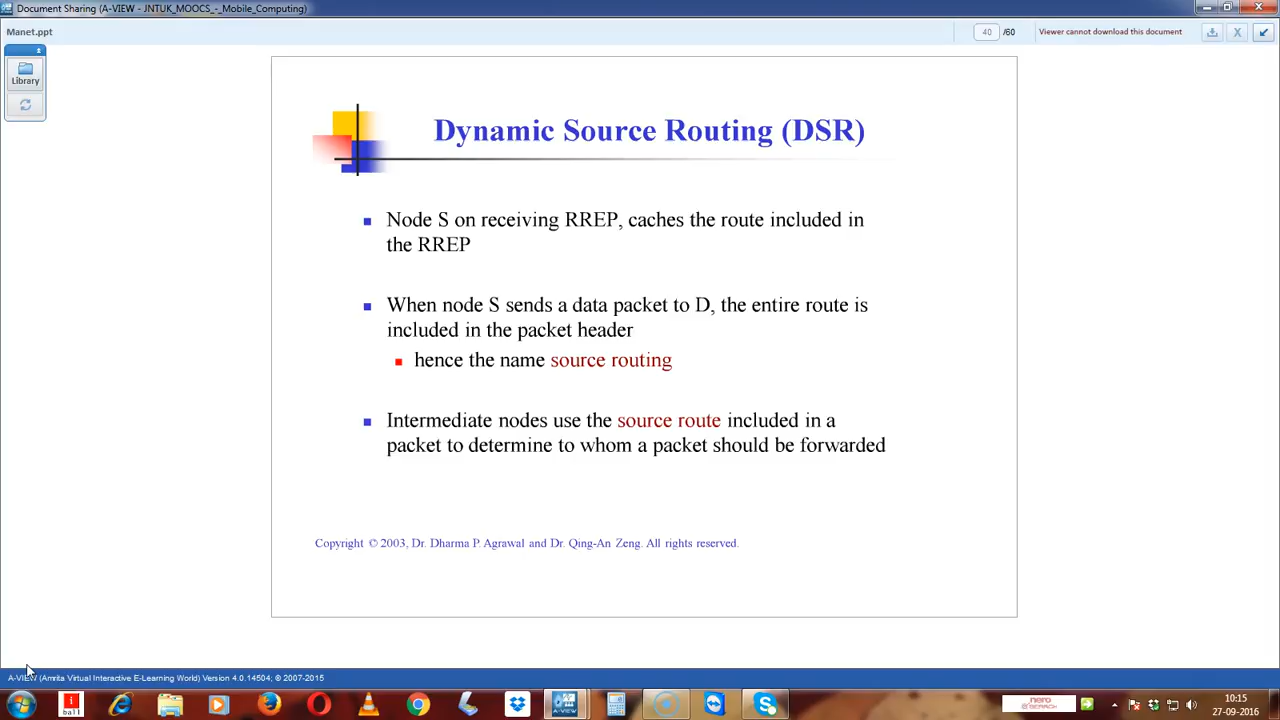 Document Sharing (A-VIEW - JNTUK_MOOCS_-_Mobile_Computing)
Manet.ppt
40 /60
Viewer cannot download this document
X
Library
Dynamic Source Routing (DSR)
Node S on receiving RREP, caches the route included in
the RREP
When node S sends a data packet to D, the entire route is
included in the packet header
hence the name source routing
Intermediate nodes use the source route included in a
packet to determine to whom a packet should be forwarded
Copyright © 2003, Dr. Dharma P. Agrawal and Dr. Qing-An Zeng. All rights reserved.
A-VIEW (Amrita Virtual Interactive E-Learning World) Version 4.0.14504; ® 2007-2015
i
ball
A-VIEW
nero
SEARCH
10:15
27-09-2016